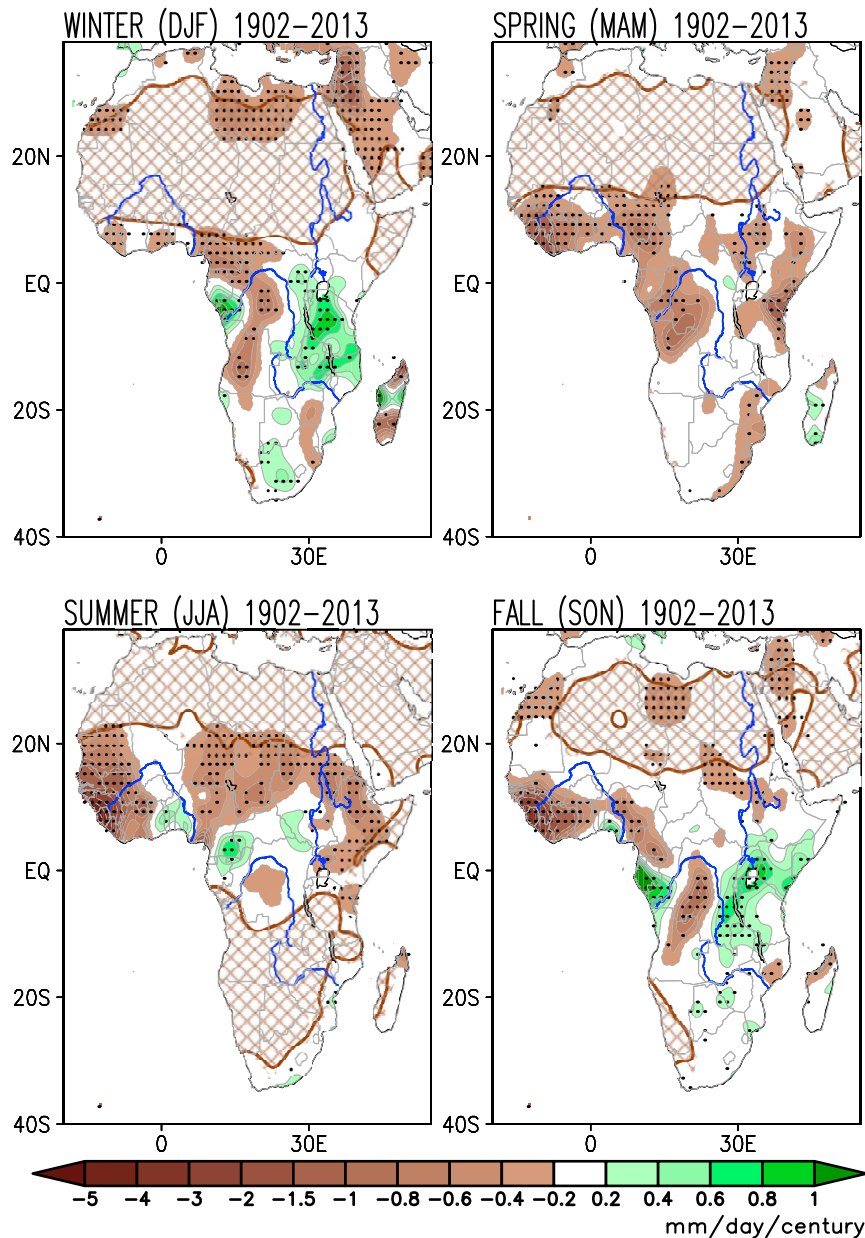 WINTER (DJF) 1902-2013
SPRING (MAM) 1902-2013
20N
EQ
20S
40S
0
30E
20N
EQ
20S
40S
0
30E
SUMMER (JJA) 1902-2013
FALL (SON) 1902-2013
20N
EQ
20S
40S
0
30E
20N
EQ
20S
40S
0
30E
-5 -4 -3 -2 -1.5 -1 -0.8 -0.6 -0.4 -0.2 0.2 0.4 0.6 0.8 1
mm/day/century